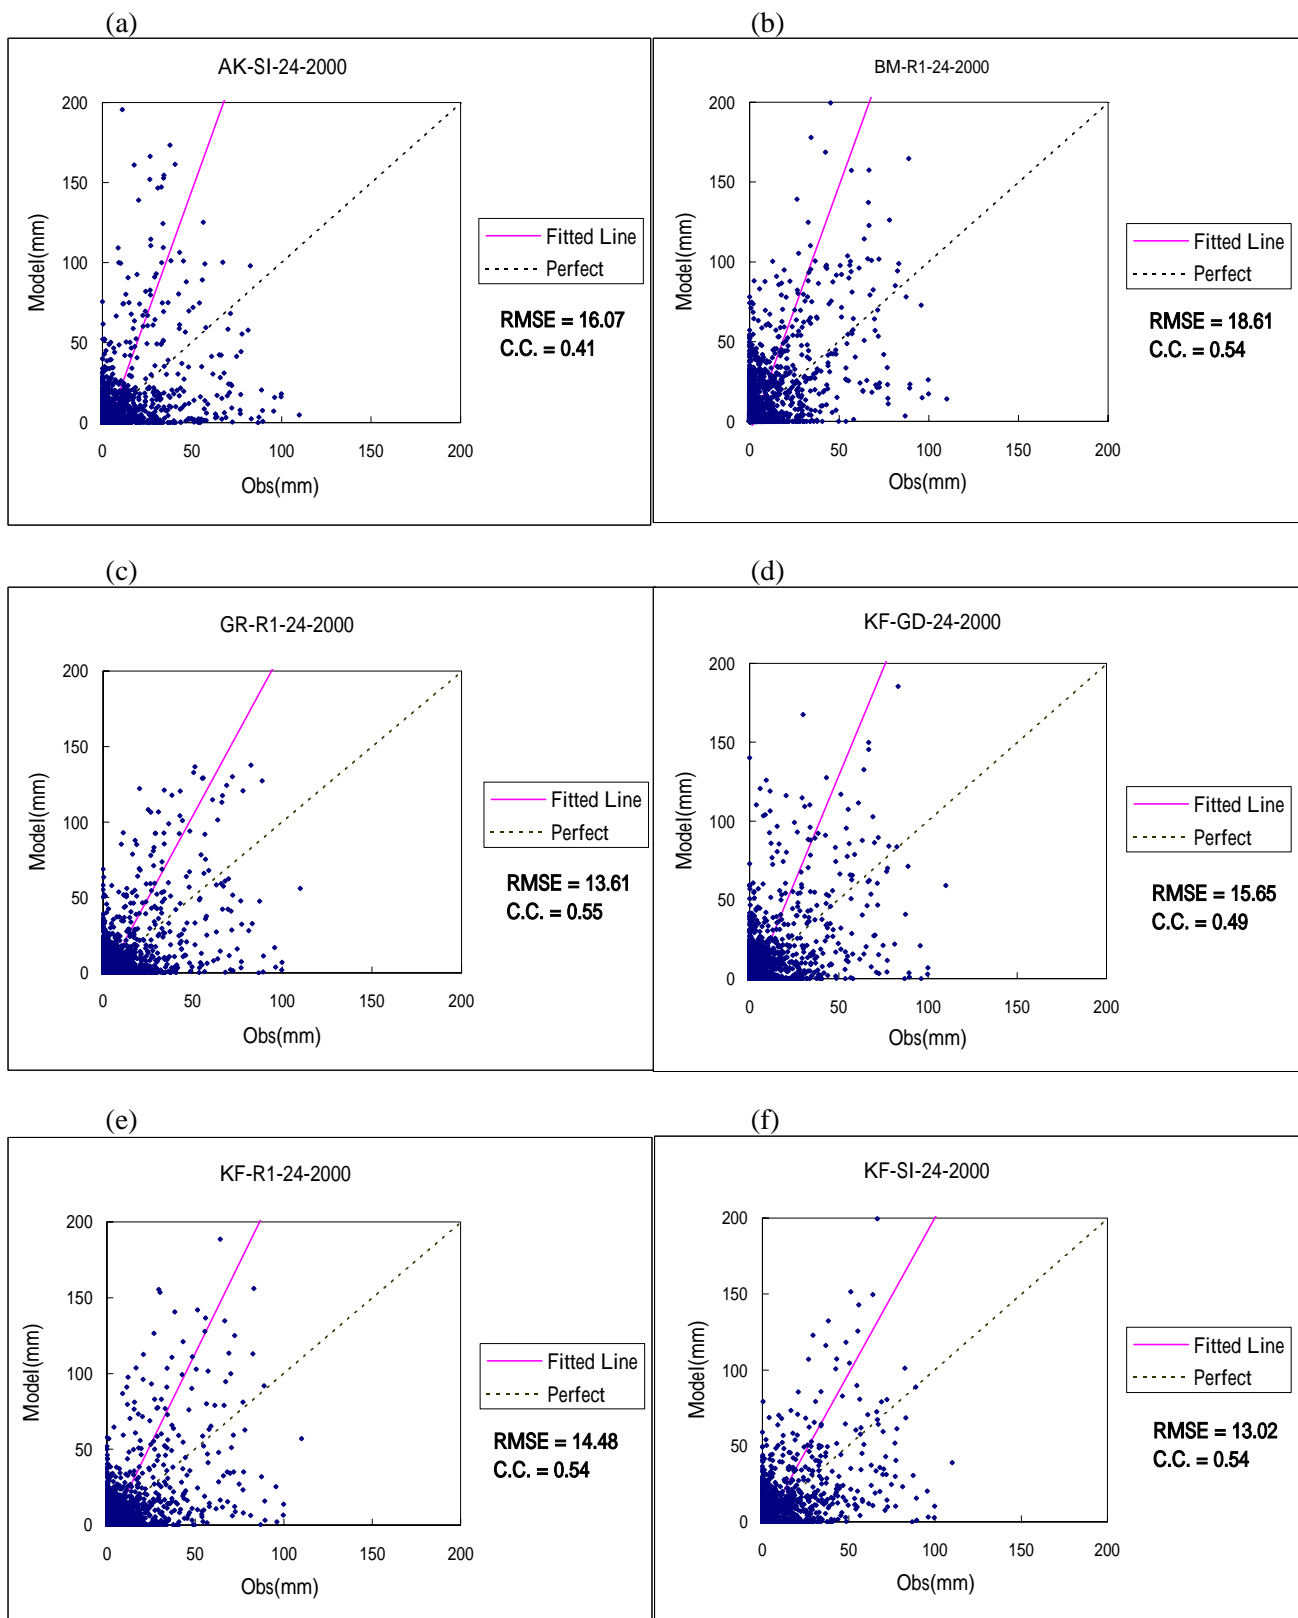 (a)
AK-SI-24-2000
200
150
100
50
0
0 50 100 150 200
Model(mm)
Obs(mm)
Fitted Line
Perfect
RMSE = 16.07
C.C. = 0.41
(b)
BM-R1-24-2000
200
150
100
50
0
0 50 100 150 200
Model(mm)
Obs(mm)
Fitted Line
Perfect
RMSE = 18.61
C.C. = 0.54
(c)
GR-R1-24-2000
200
150
100
50
0
0 50 100 150 200
Model(mm)
Obs(mm)
Fitted Line
Perfect
RMSE = 13.61
C.C. = 0.55
(d)
KF-GD-24-2000
200
150
100
50
0
0 50 100 150 200
Model(mm)
Obs(mm)
Fitted Line
Perfect
RMSE = 15.65
C.C. = 0.49
(e)
KF-R1-24-2000
200
150
100
50
0
0 50 100 150 200
Model(mm)
Obs(mm)
Fitted Line
Perfect
RMSE = 14.48
C.C. = 0.54
(f)
KF-SI-24-2000
200
150
100
50
0
0 50 100 150 200
Model(mm)
Obs(mm)
Fitted Line
Perfect
RMSE = 13.02
C.C. = 0.54